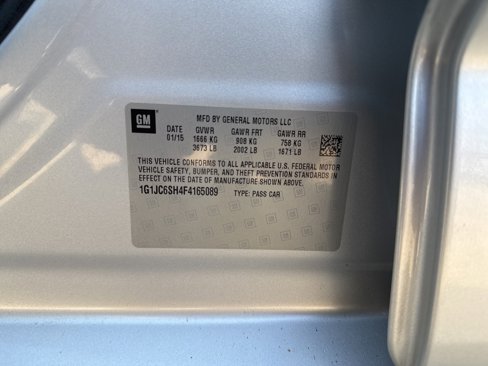 GM
MFD BY GENERAL MOTORS LLC
DATE GVWR GAWR FRT GAWR RR
01/15 1666 KG 908 KG 758 KG
3673 LB 2002 LB 1671 LB
THIS VEHICLE CONFORMS TO ALL APPLICABLE U.S. FEDERAL MOTOR
VEHICLE SAFETY, BUMPER, AND THEFT PREVENTION STANDARDS IN
EFFECT ON THE DATE OF MANUFACTURE SHOWN ABOVE.
1G1JC6SH4F4165089 TYPE: PASS CAR